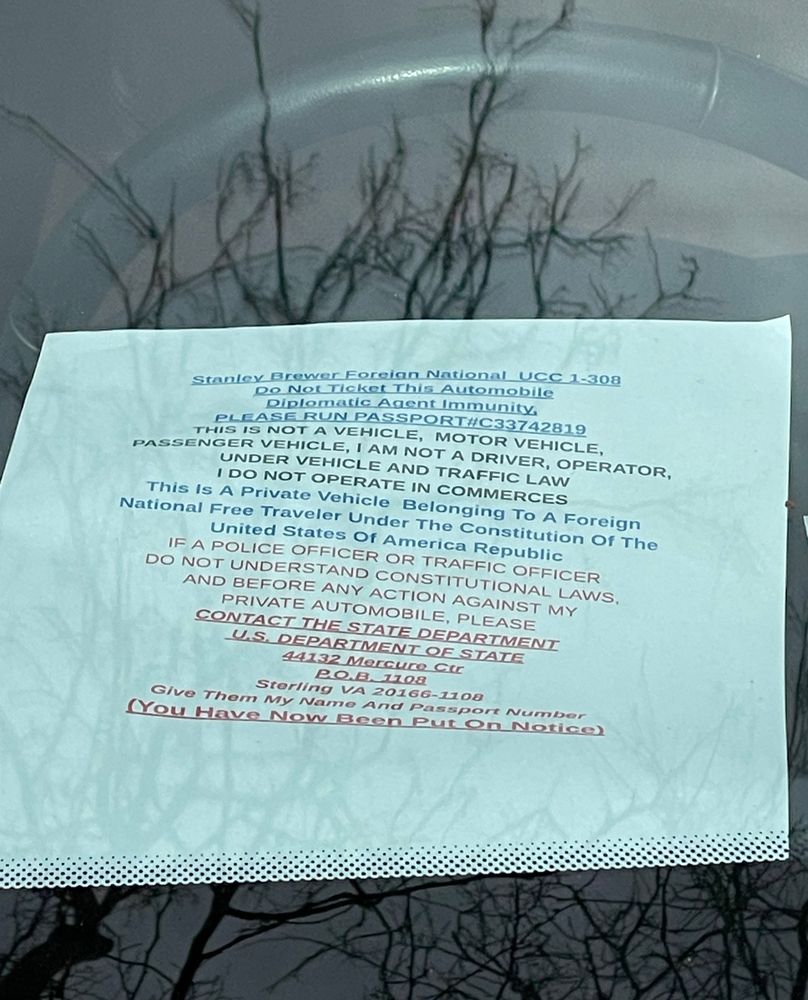 Stanley Brewer Foreign National UCC 1-308
Do Not Ticket This Automobile
Diplomatic Agent Immunity,
PLEASE RUN PASSPORT#C33742819
THIS IS NOT A VEHICLE, MOTOR VEHICLE,
PASSENGER VEHICLE, I AM NOT A DRIVER, OPERATOR,
UNDER VEHICLE AND TRAFFIC LAW
I DO NOT OPERATE IN COMMERCES
This Is A Private Vehicle Belonging To A Foreign
National Free Traveler Under The Constitution Of The
United States Of America Republic
IF A POLICE OFFICER OR TRAFFIC OFFICER
DO NOT UNDERSTAND CONSTITUTIONAL LAWS,
AND BEFORE ANY ACTION AGAINST MY
PRIVATE AUTOMOBILE, PLEASE
CONTACT THE STATE DEPARTMENT
U.S. DEPARTMENT OF STATE
44132 Mercure Ctr
P.O.B. 1108
Sterling VA 20166-1108
Give Them My Name And Passport Number
(You Have Now Been Put On Notice)